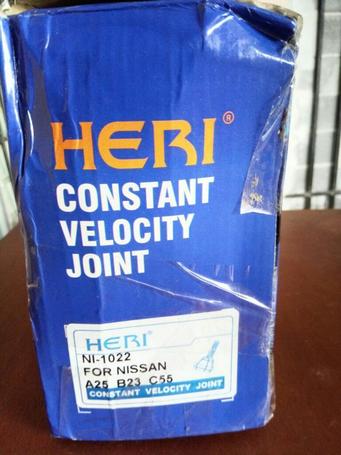 HERI®
CONSTANT
VELOCITY
JOINT
HERI®
NI-1022
FOR NISSAN
A25 B23 C55
CONSTANT VELOCITY JOINT